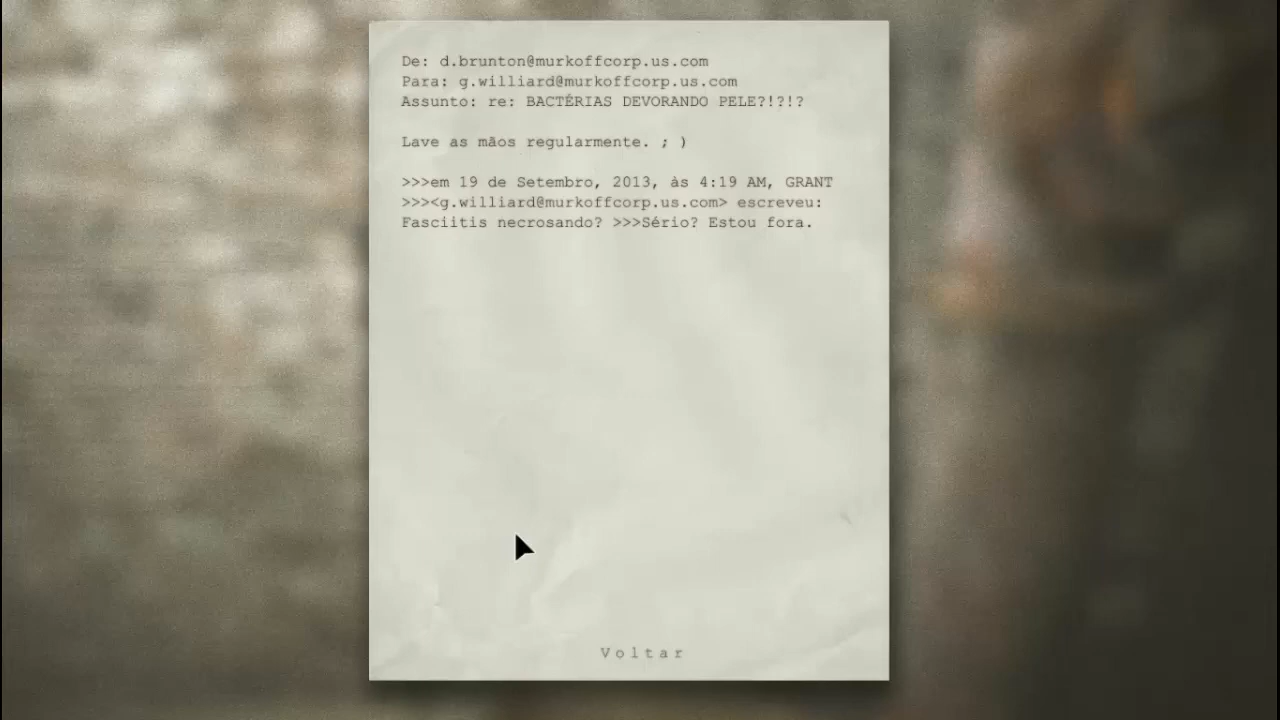 De: d.brunton@murkoffcorp.us.com
Para: g.williard@murkoffcorp.us.com
Assunto: re: BACTÉRIAS DEVORANDO PELE?!?!?
Lave as mãos regularmente. ; )
>>>em 19 de Setembro, 2013, às 4:19 AM, GRANT
>>><g.williard@murkoffcorp.us.com> escreveu:
Fasciitis necrosando? >>>Sério? Estou fora.
Voltar